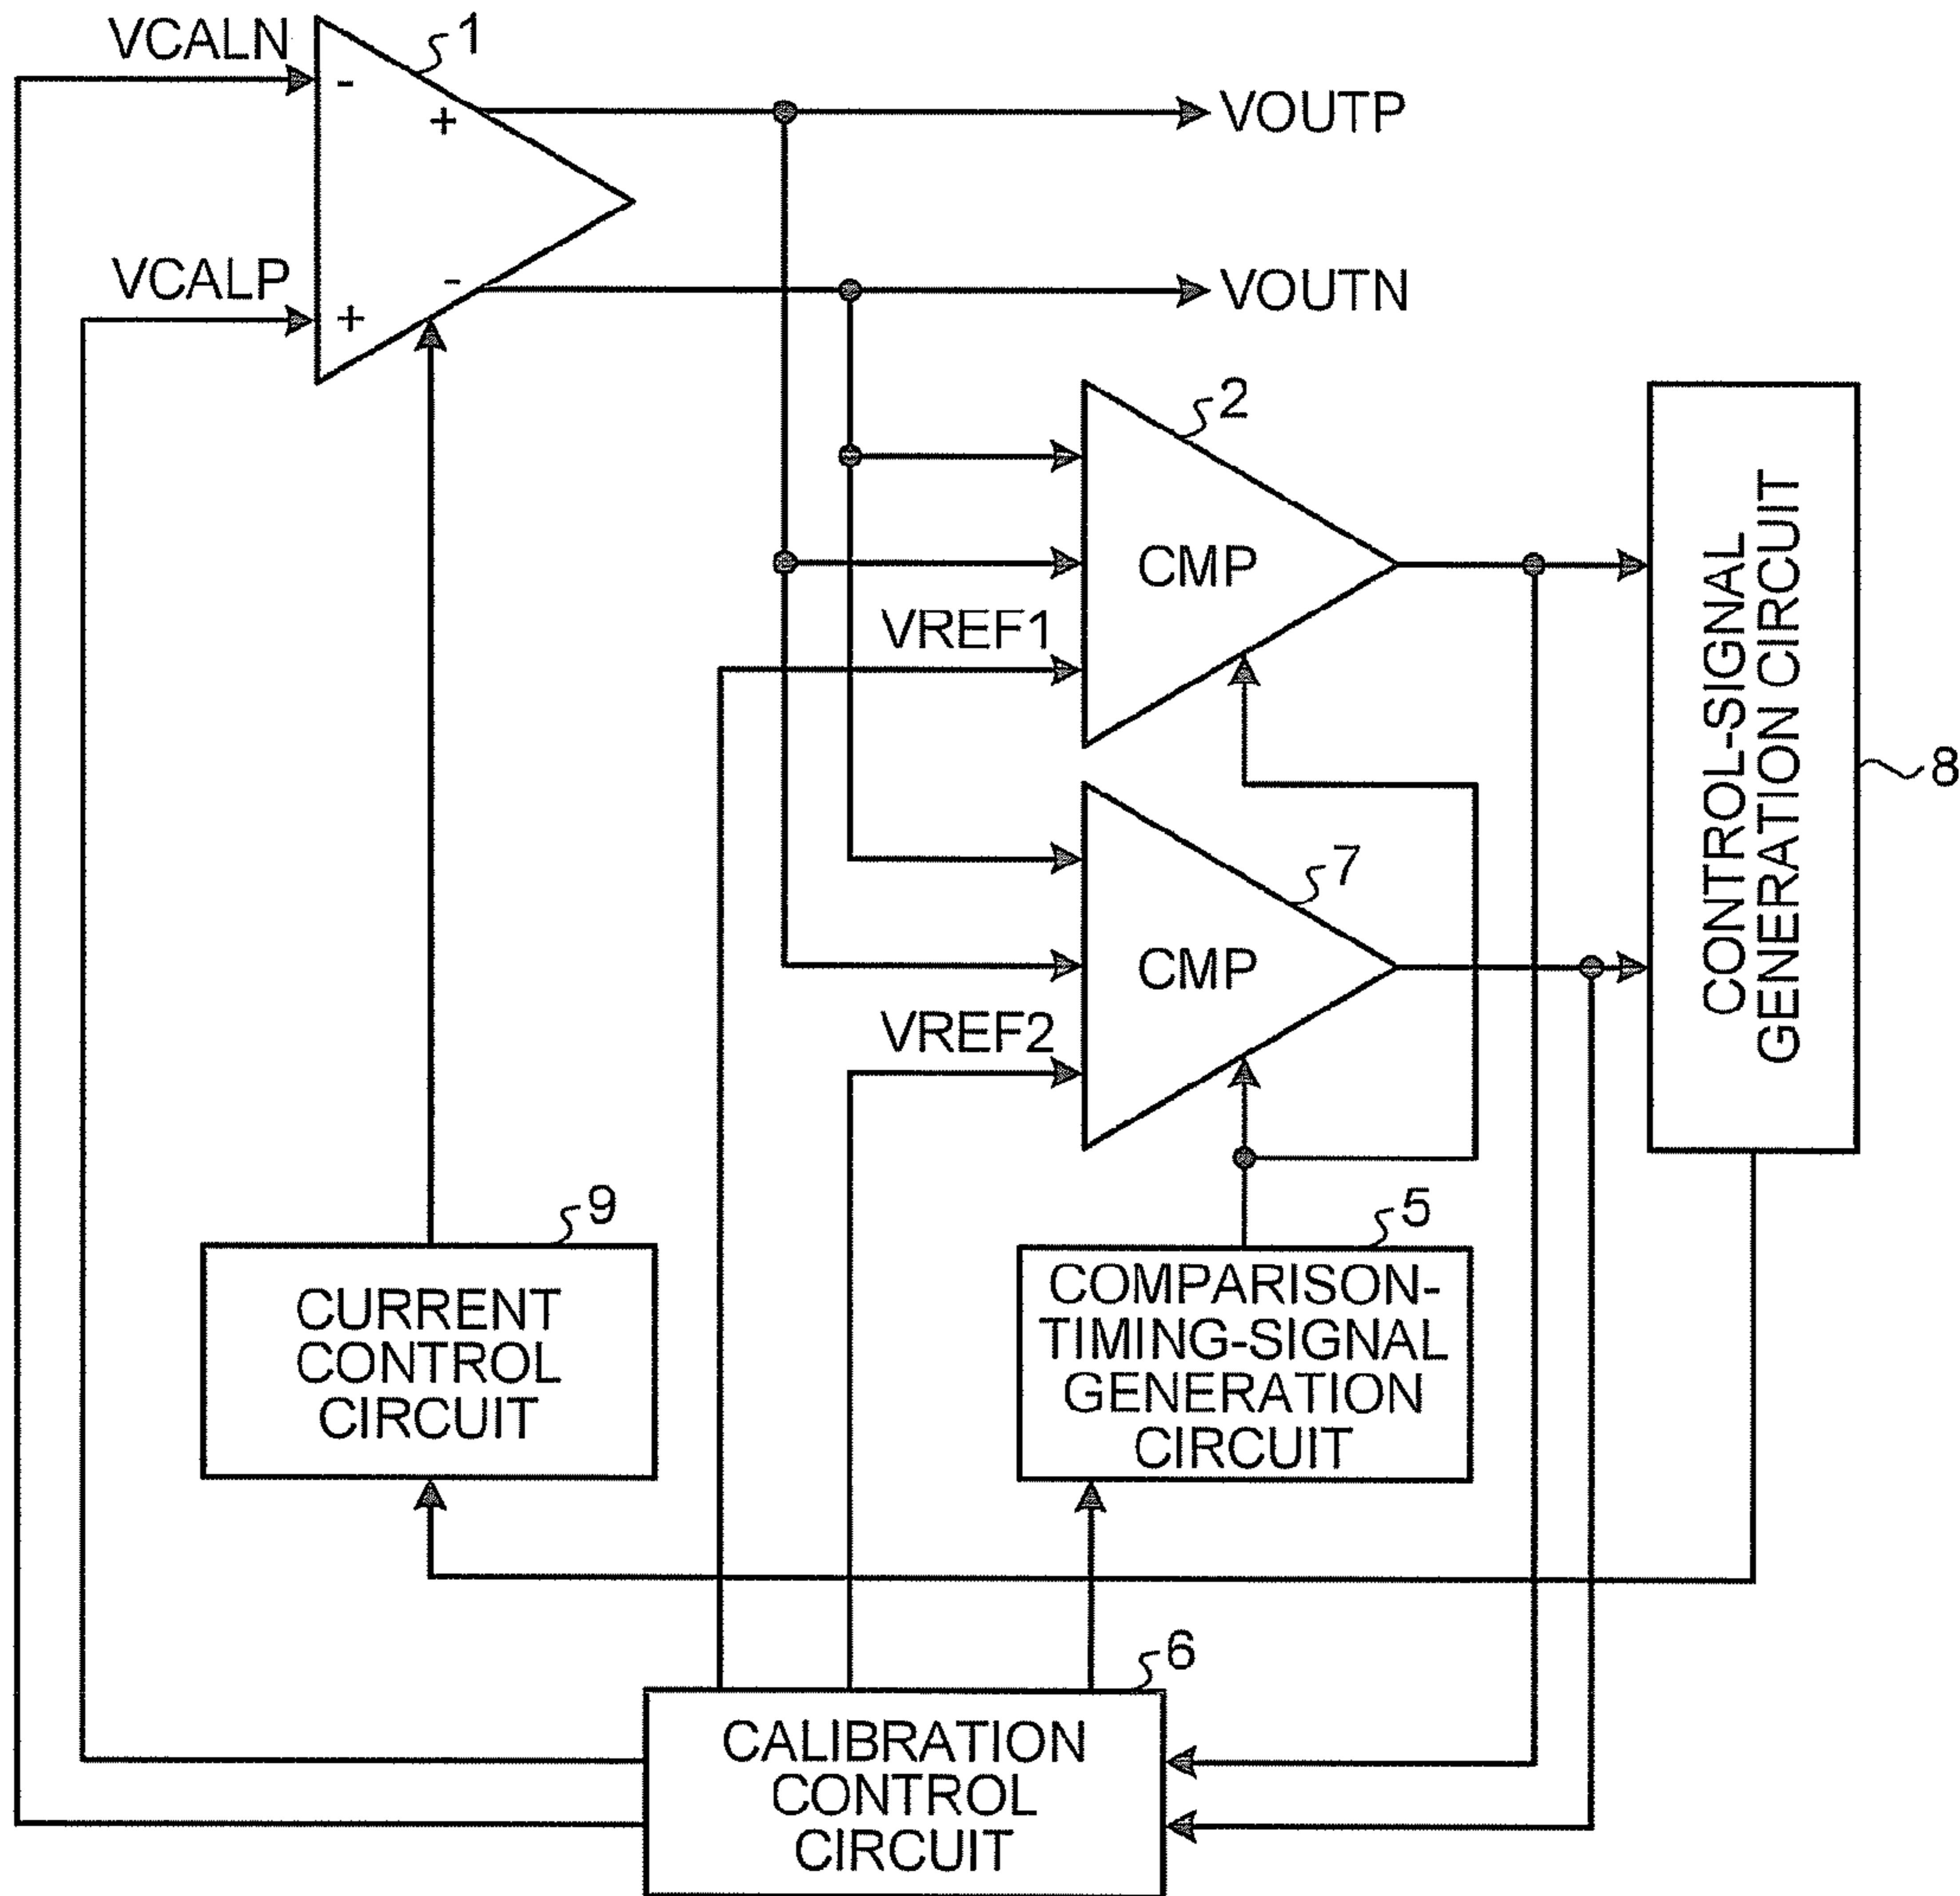 VCALN
1
-
+
VOUTP
VCALP
-
+
VOUTN
2
CMP
VREF1
CONTROL-SIGNAL
GENERATION CIRCUIT
8
7
CMP
VREF2
9
CURRENT
CONTROL
CIRCUIT
5
COMPARISON-
TIMING-SIGNAL
GENERATION
CIRCUIT
6
CALIBRATION
CONTROL
CIRCUIT